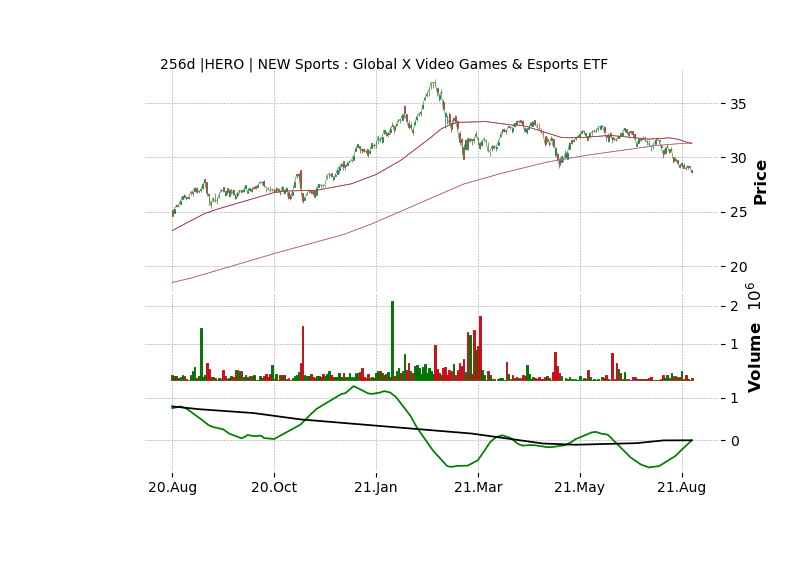 256d |HERO | NEW Sports : Global X Video Games & Esports ETF
35
30
25
20
Price
2
1
Volume 10^6
1
0
20.Aug 20.Oct 21.Jan 21.Mar 21.May 21.Aug